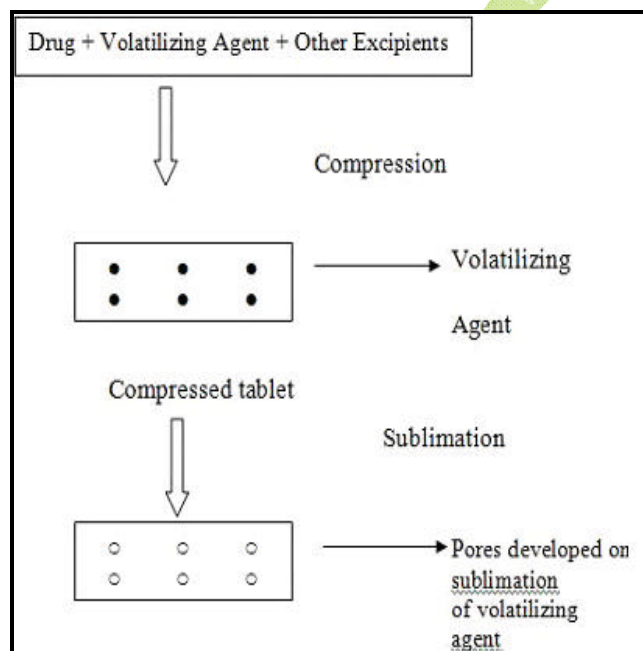 Drug + Volatilizing Agent + Other Excipients
Compression
Volatilizing
Agent
Compressed tablet
Sublimation
Pores developed on
sublimation
of volatilizing
agent